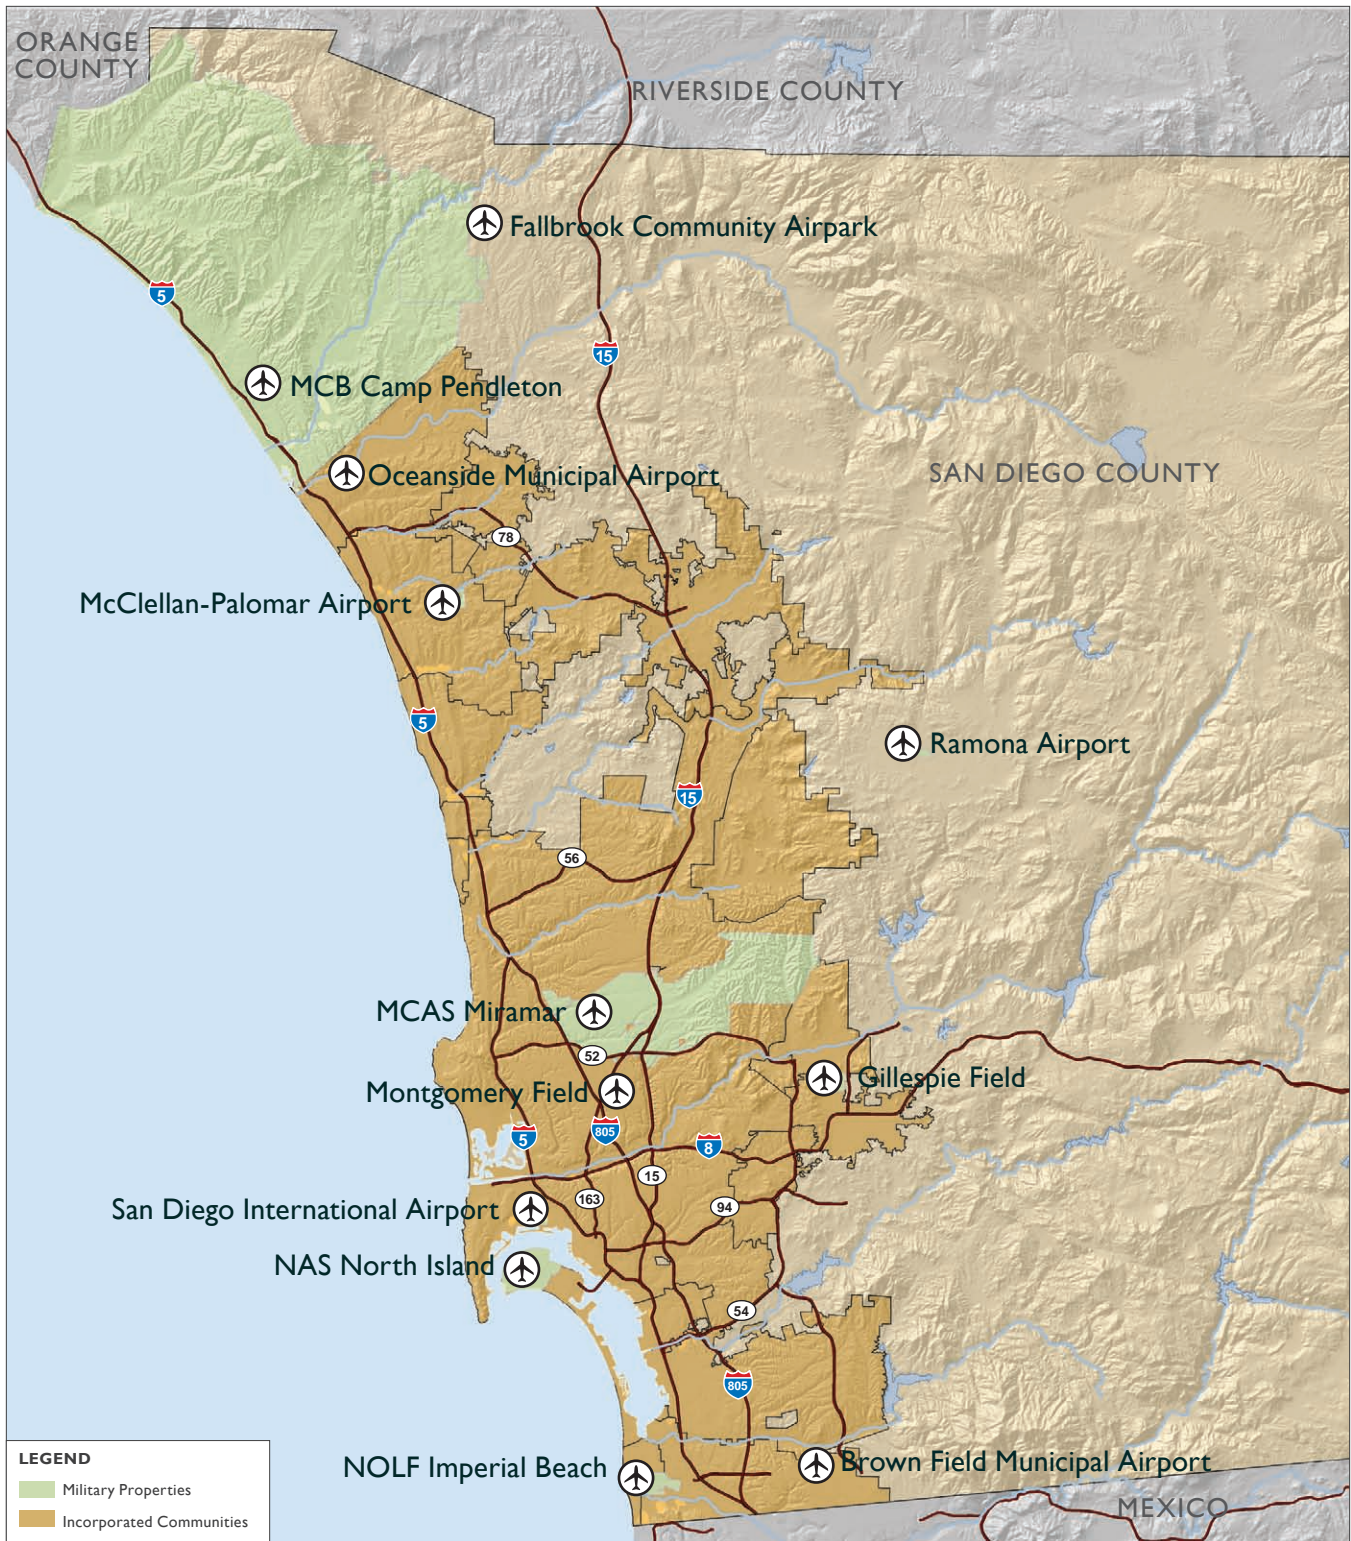 ORANGE
COUNTY
RIVERSIDE COUNTY
Fallbrook Community Airpark
5
15
MCB Camp Pendleton
Oceanside Municipal Airport
SAN DIEGO COUNTY
78
McClellan-Palomar Airport
5
Ramona Airport
15
56
MCAS Miramar
52
Gillespie Field
Montgomery Field
5
805
8
15
163
94
San Diego International Airport
NAS North Island
54
805
NOLF Imperial Beach
Brown Field Municipal Airport
MEXICO
LEGEND
Military Properties
Incorporated Communities